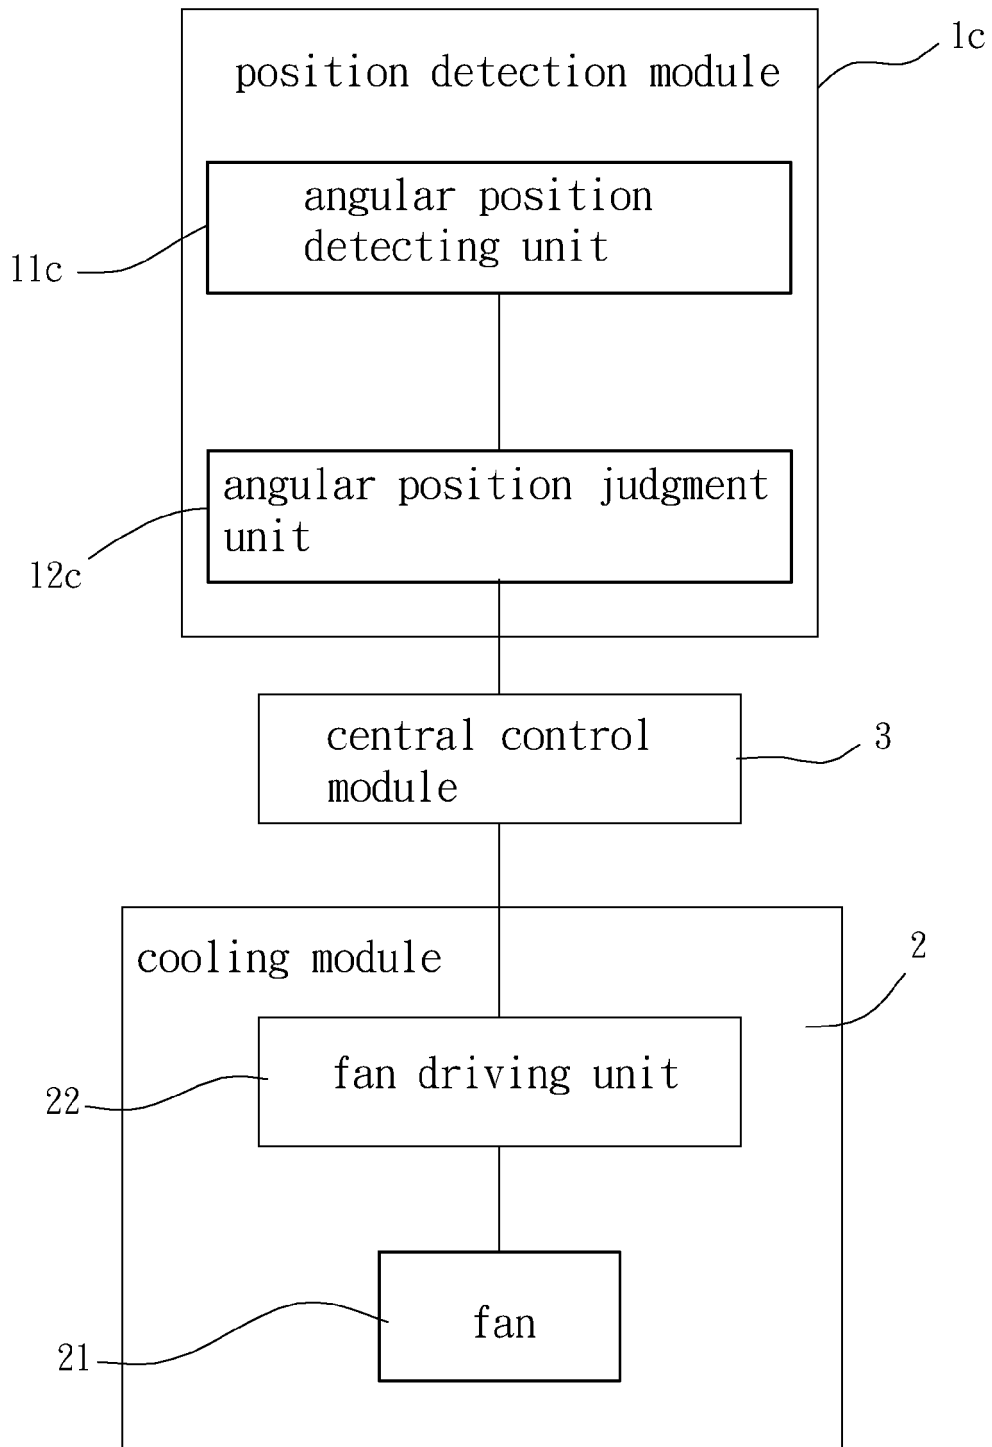 1c
position detection module
angular position
detecting unit
11c
angular position judgment
unit
12c
central control
module
3
cooling module
2
fan driving unit
22
fan
21